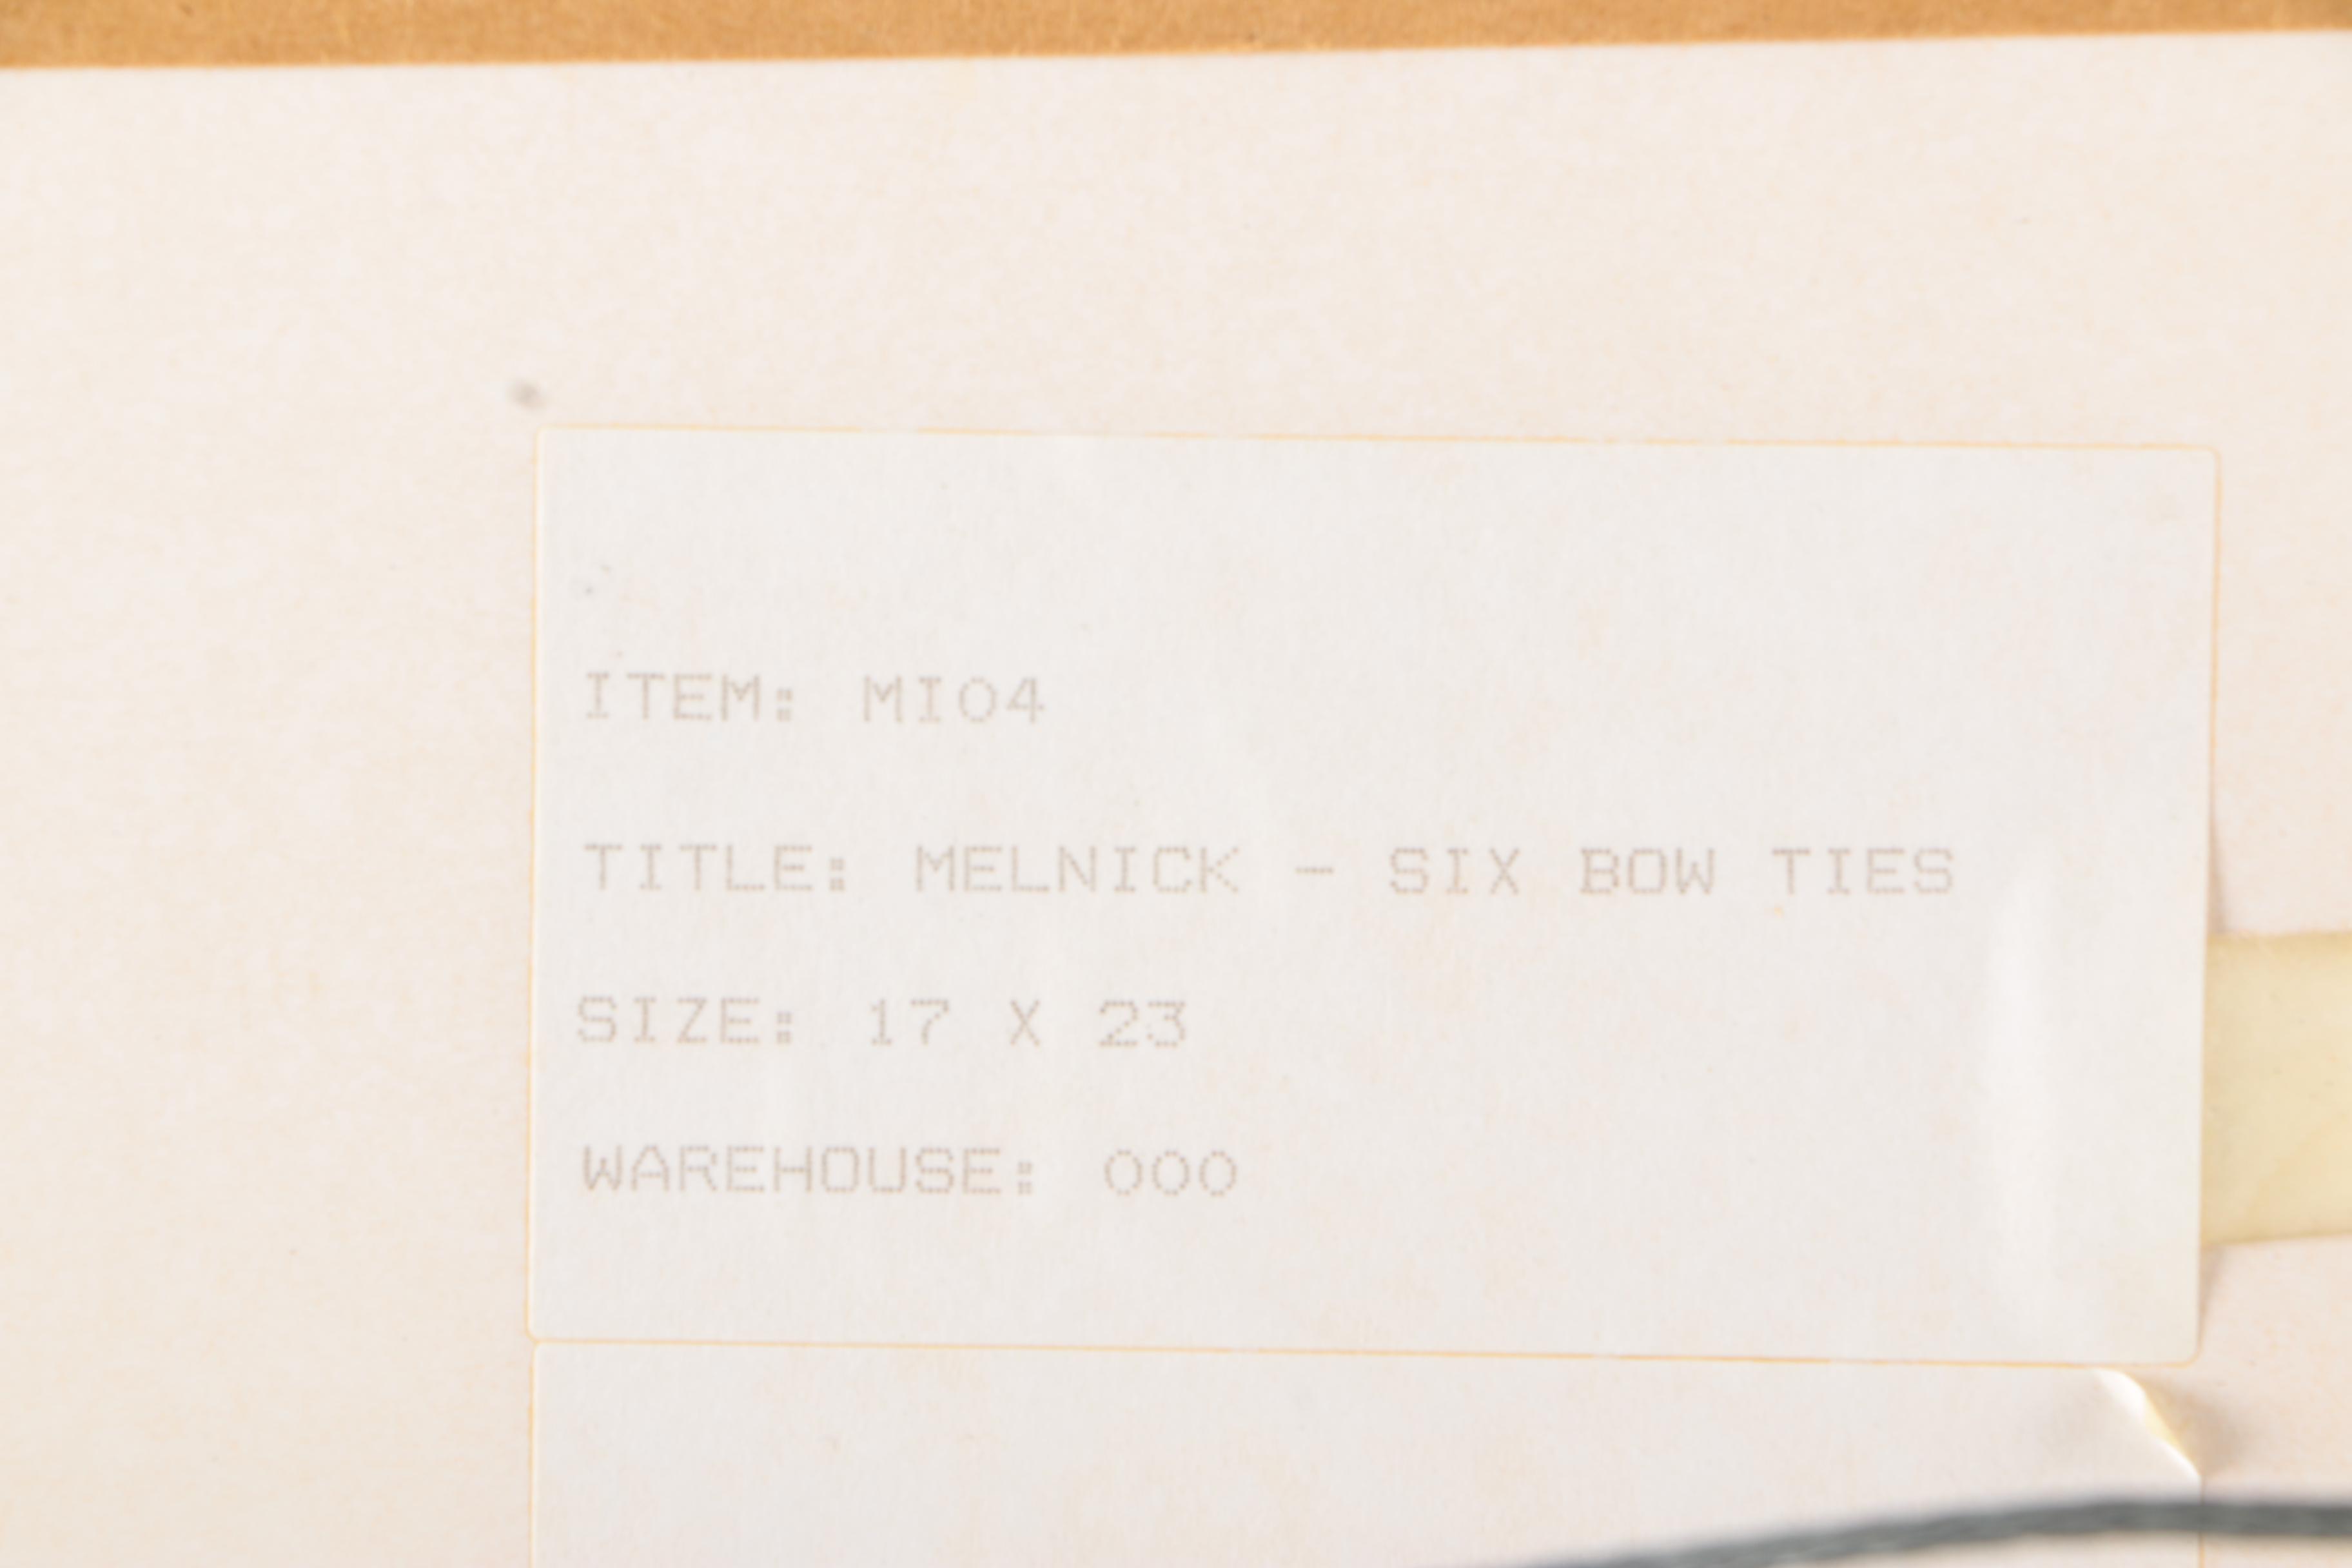 ITEM: MI04
TITLE: MELNICK - SIX BOW TIES
SIZE: 17 X 23
WAREHOUSE: 000